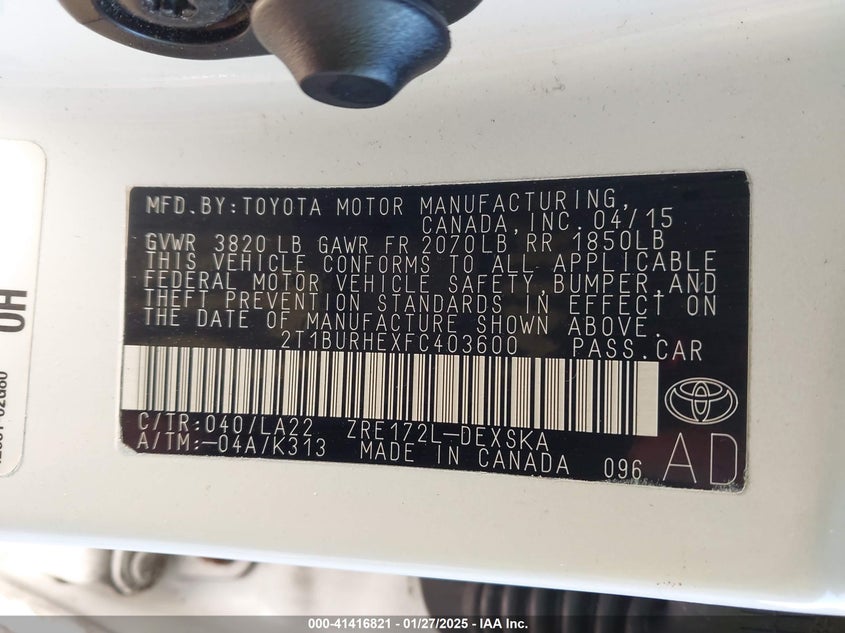 MFD.BY:TOYOTA MOTOR MANUFACTURING,
CANADA,INC.04/15
GVWR 3820 LB GAWR FR 2070LB RR 1850LB
THIS VEHICLE CONFORMS TO ALL APPLICABLE
FEDERAL MOTOR VEHICLE SAFETY,BUMPER,AND
THEFT PREVENTION STANDARDS IN EFFECT ON
THE DATE OF MANUFACTURE SHOWN ABOVE.
2T1BURHEXFC403600 PASS.CAR
C/TR:040/LA22 ZRE172L-DEXSKA
A/TM:-04A/K313 MADE IN CANADA 096 AD
HO
000-41416821 - 01/27/2025 - IAA Inc.